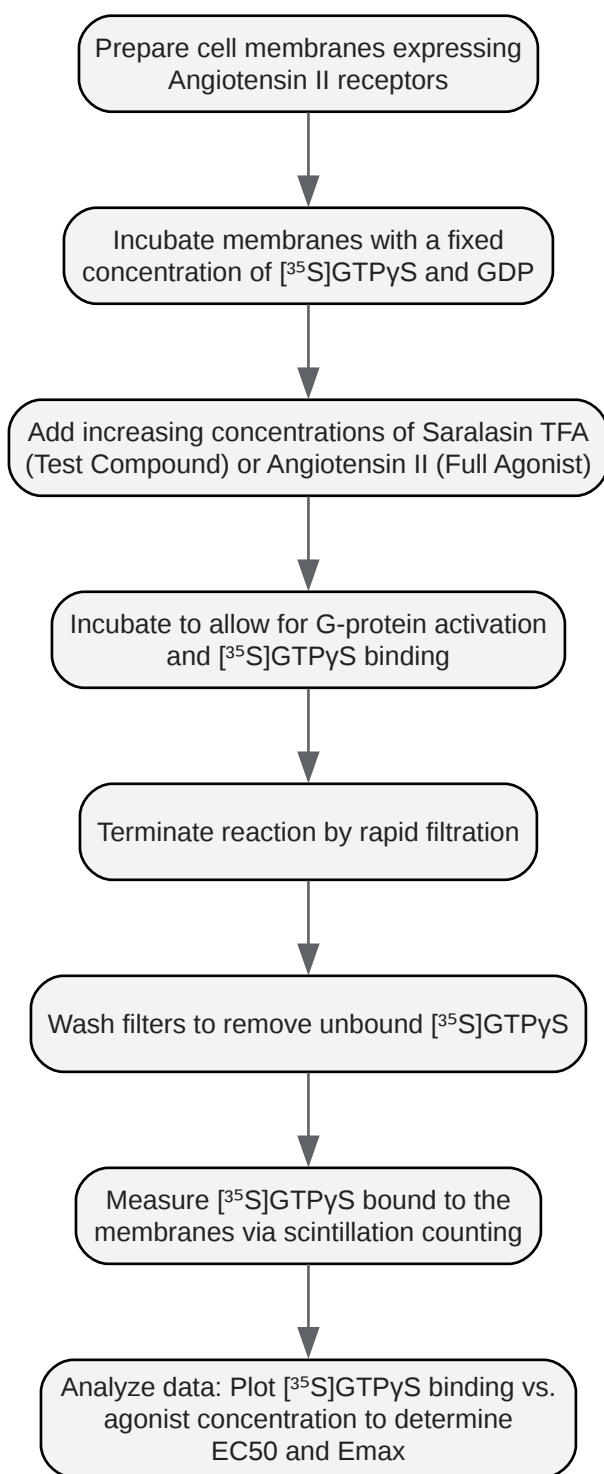 Prepare cell membranes expressing
Angiotensin II receptors
Incubate membranes with a fixed
concentration of [³⁵S]GTPγS and GDP
Add increasing concentrations of Saralasin TFA
(Test Compound) or Angiotensin II (Full Agonist)
Incubate to allow for G-protein activation
and [³⁵S]GTPγS binding
Terminate reaction by rapid filtration
Wash filters to remove unbound [³⁵S]GTPγS
Measure [³⁵S]GTPγS bound to the
membranes via scintillation counting
Analyze data: Plot [³⁵S]GTPγS binding vs.
agonist concentration to determine
EC50 and Emax